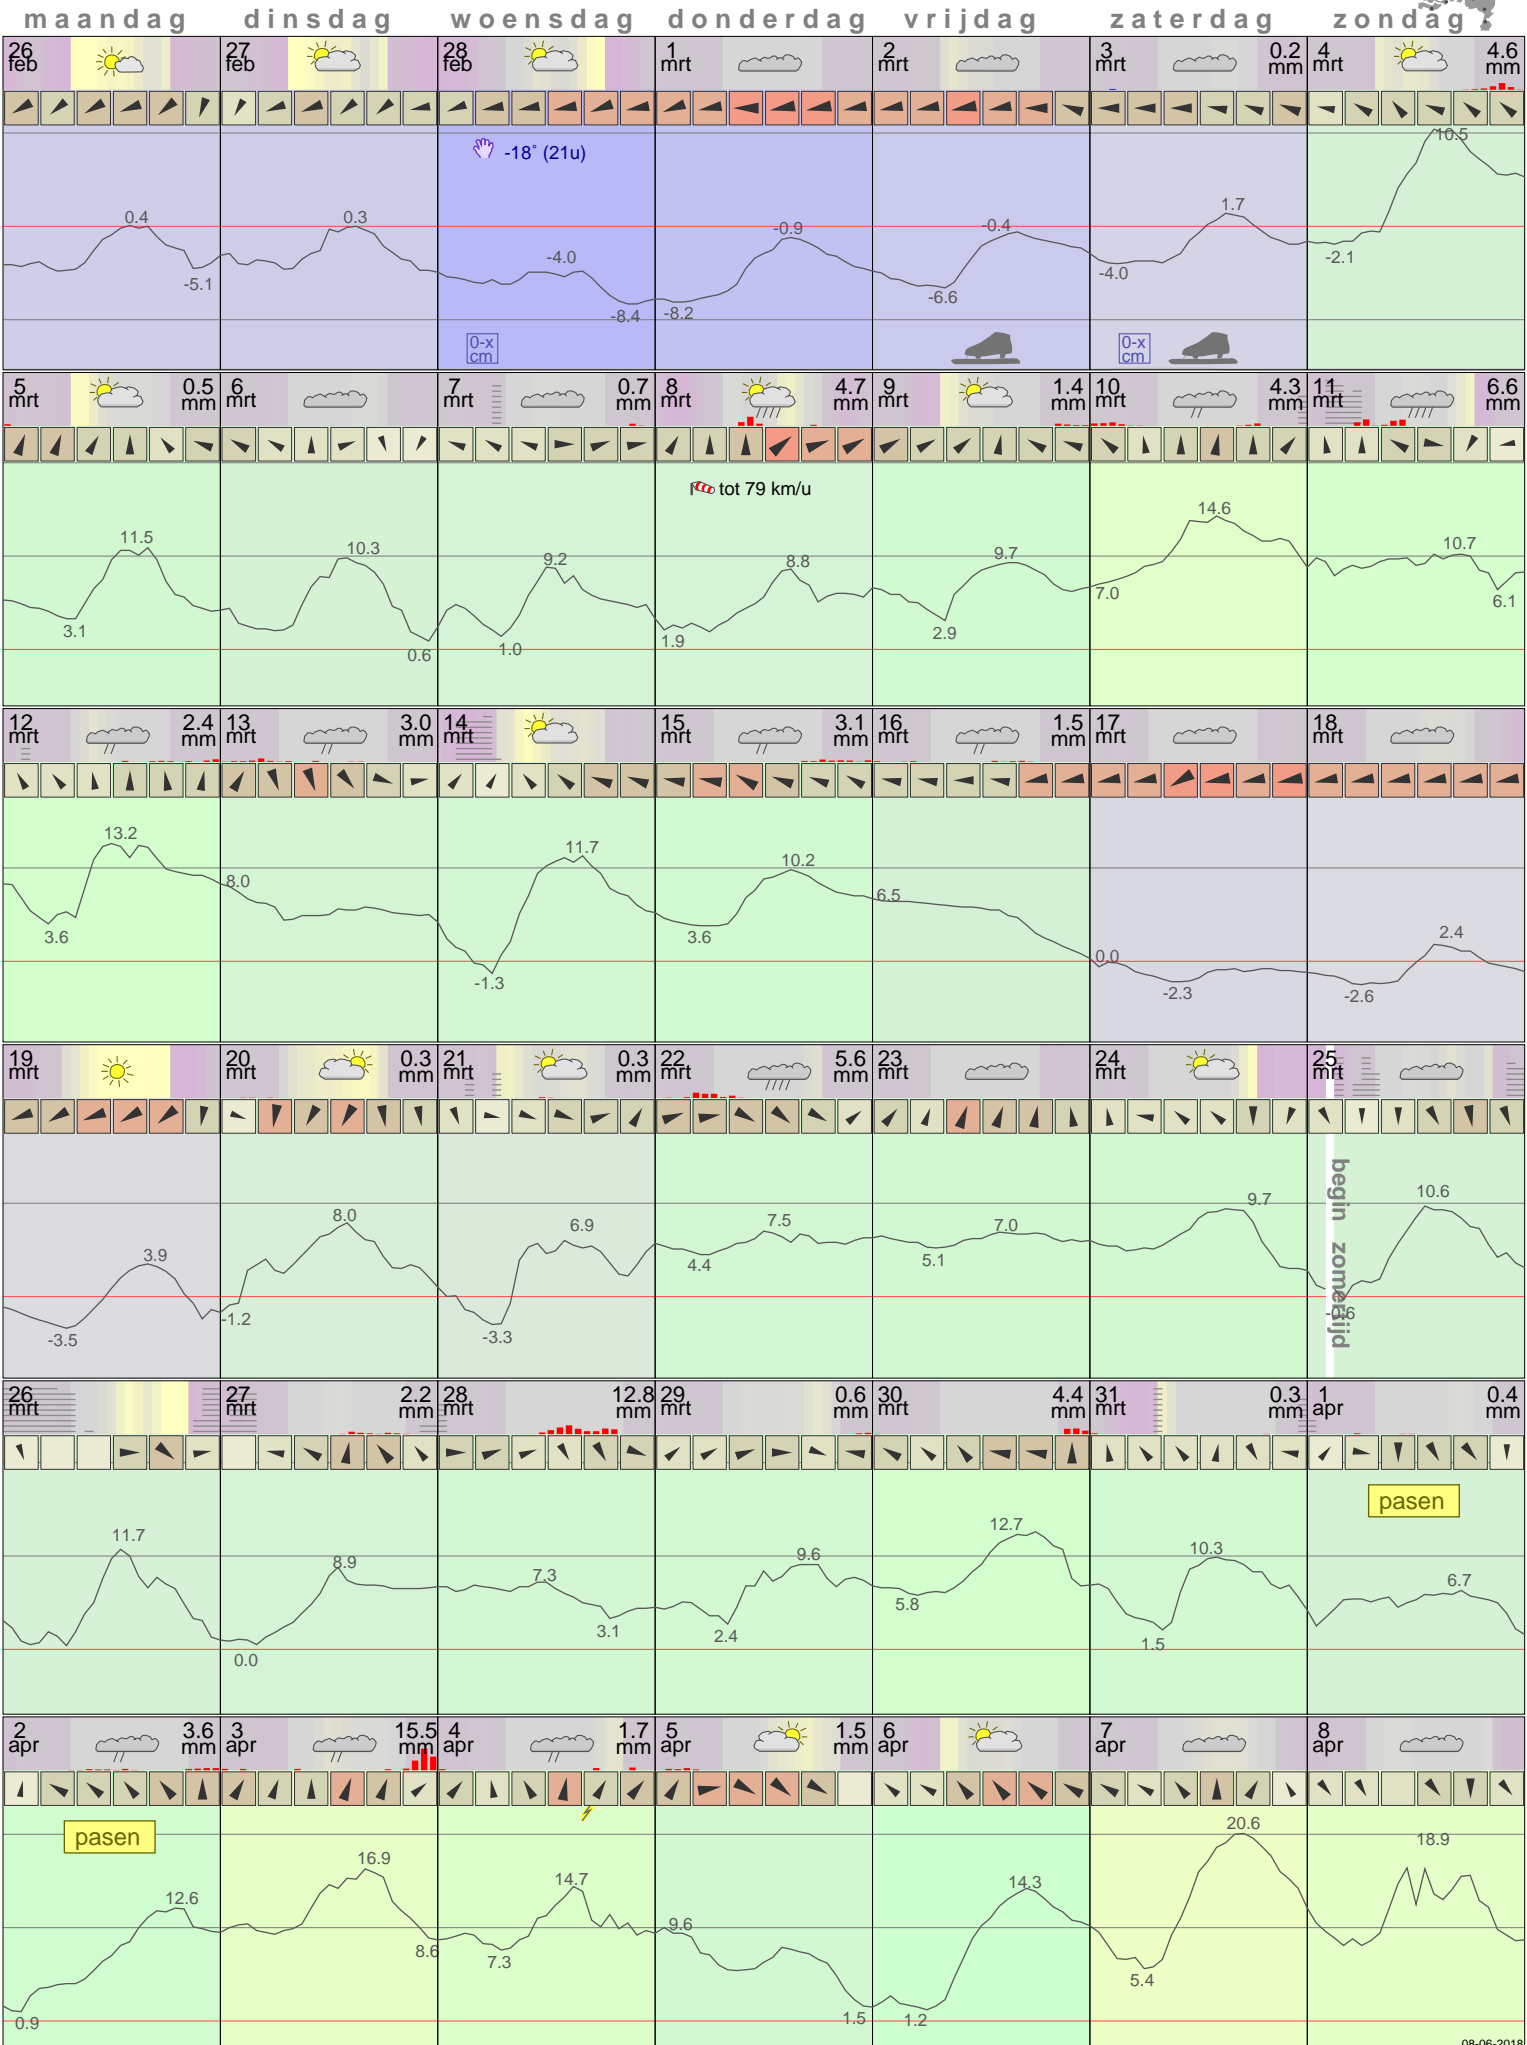 maandag dinsdag woensdag donderdag vrijdag zaterdag zondag
26 27 28 1 2 3 0.2 4 4.6
feb feb feb mrt mrt mrt mm mrt mm
-18° (21u)
10.5
0.4 0.3 -4.0 -0.9 -0.4 1.7
-5.1 -8.4 -8.2 -6.6 -4.0 -2.1
0-x 0-x
cm cm
5 0.5 6 7 0.7 8 4.7 9 1.4 10 4.3 11 6.6
mrt mm mrt mrt mm mrt mm mrt mm mrt mm mrt mm
tot 79 km/u
11.5 10.3 9.2 8.8 9.7 14.6 10.7
3.1 0.6 1.0 1.9 2.9 7.0 6.1
12 2.4 13 3.0 14 15 3.1 16 1.5 17 18
mrt mm mrt mm mrt mrt mm mrt mm mrt mrt
13.2 8.0 11.7 10.2 6.5 0.0 2.4
3.6 -1.3 3.6 -2.3 -2.6
19 20 0.3 21 0.3 22 5.6 23 24 25
mrt mrt mm mrt mm mrt mm mrt mrt mrt
begin zomertijd
3.9 8.0 6.9 7.5 7.0 9.7 10.6
-3.5 -1.2 -3.3 4.4 5.1 -0.6
26 27 2.2 28 12.8 29 0.6 30 4.4 31 0.3 1 0.4
mrt mrt mm mrt mm mrt mm mrt mm mrt mm apr mm
pasen
11.7 8.9 7.3 9.6 12.7 10.3 6.7
0.0 3.1 2.4 5.8 1.5
2 3.6 3 15.5 4 1.7 5 1.5 6 7 8
apr mm apr mm apr mm apr mm apr apr apr
pasen
12.6 16.9 14.7 9.6 14.3 20.6 18.9
0.9 8.6 7.3 1.5 1.2 5.4
08-06-2018